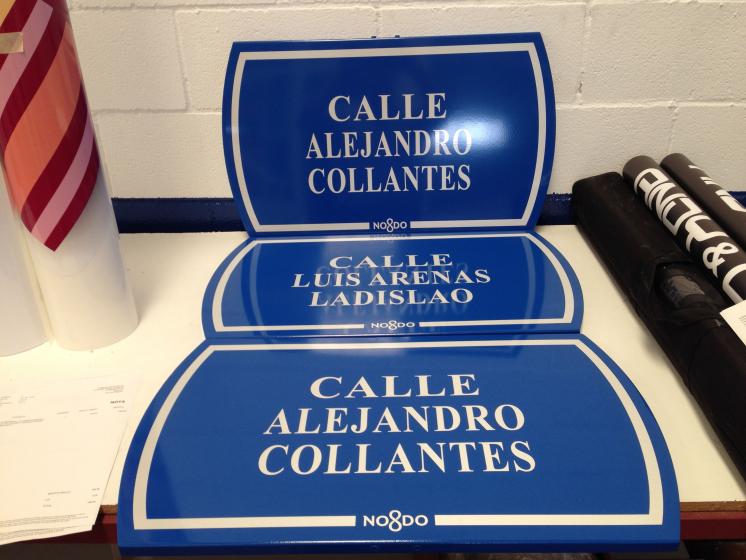 CALLE
ALEJANDRO
COLLANTES
NO8DO
CALLE
LUIS ARENAS
LADISLAO
NO8DO
CALLE
ALEJANDRO
COLLANTES
NO8DO